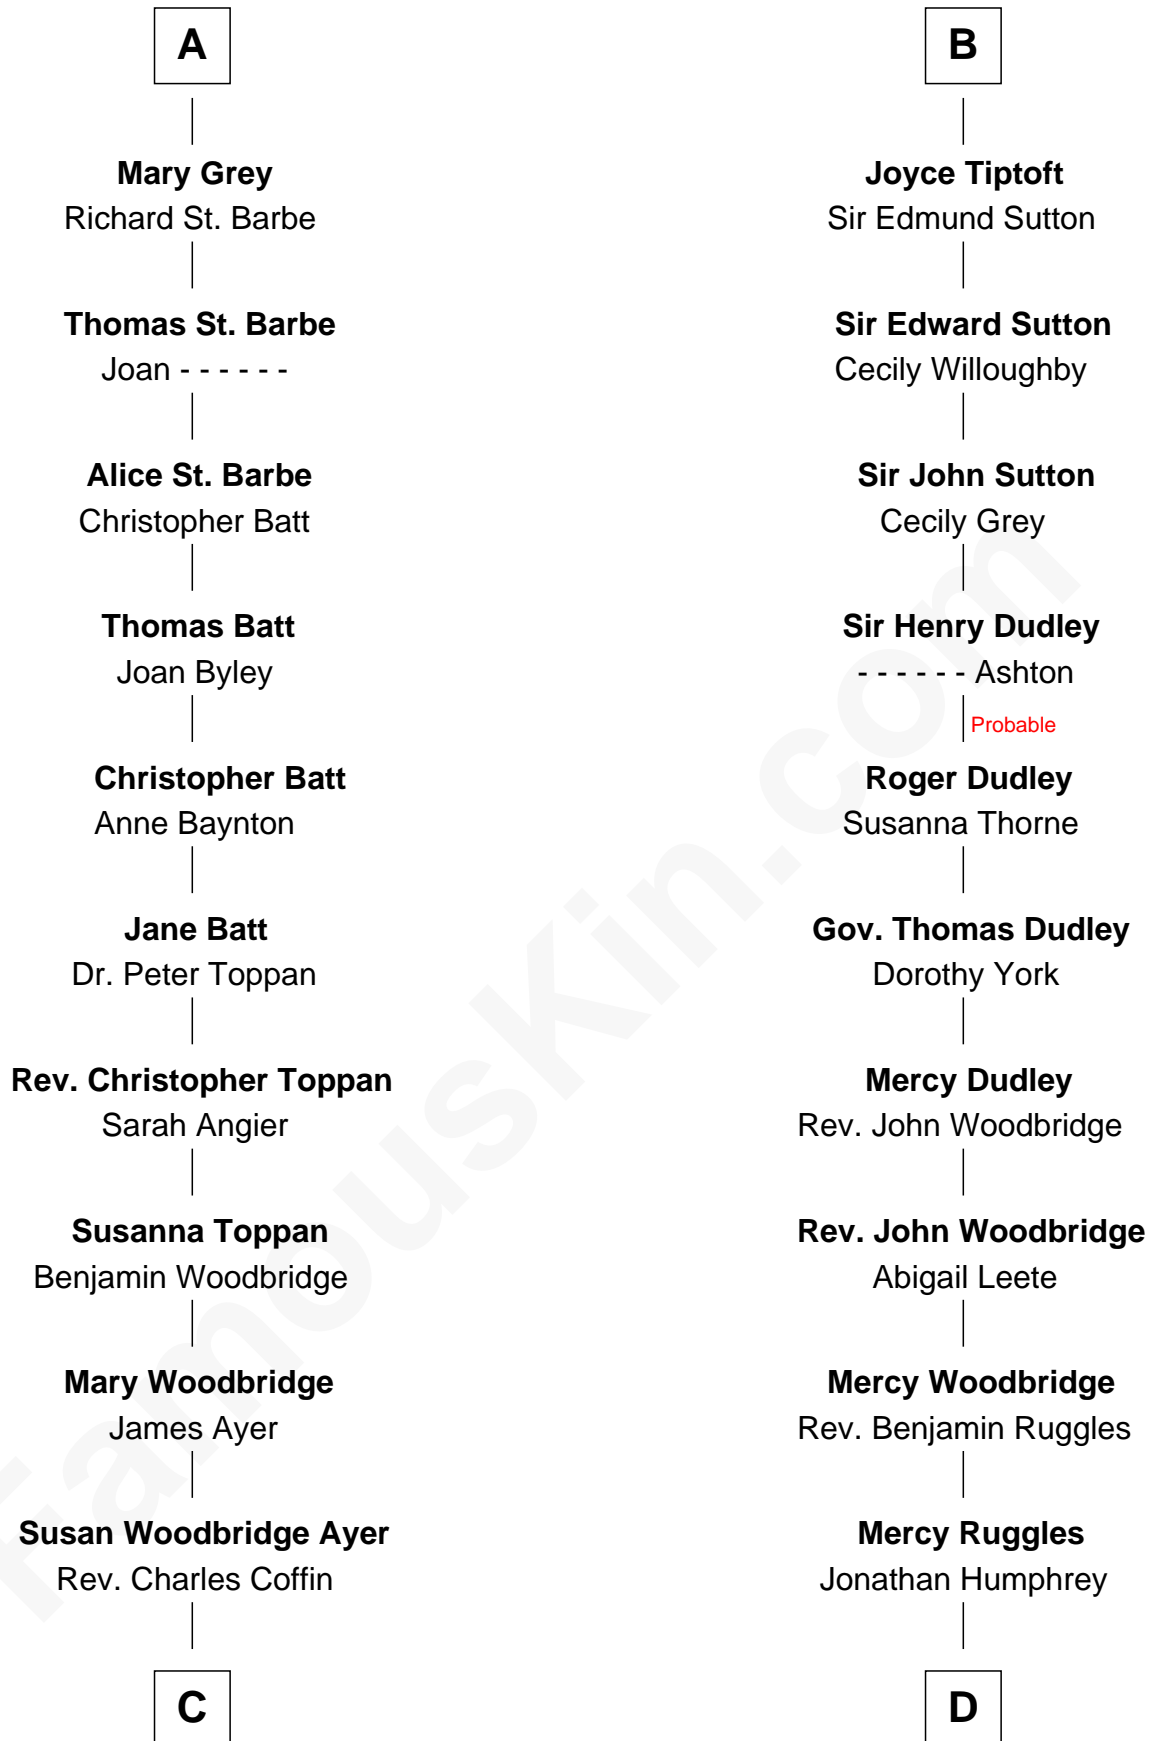 A
Mary Grey
Richard St. Barbe
Thomas St. Barbe
Joan - - - - - -
Alice St. Barbe
Christopher Batt
Thomas Batt
Joan Byley
Christopher Batt
Anne Baynton
Jane Batt
Dr. Peter Toppan
Rev. Christopher Toppan
Sarah Angier
Susanna Toppan
Benjamin Woodbridge
Mary Woodbridge
James Ayer
Susan Woodbridge Ayer
Rev. Charles Coffin
C
B
Joyce Tiptoft
Sir Edmund Sutton
Sir Edward Sutton
Cecily Willoughby
Sir John Sutton
Cecily Grey
Sir Henry Dudley
- - - - - - Ashton
Probable
Roger Dudley
Susanna Thorne
Gov. Thomas Dudley
Dorothy York
Mercy Dudley
Rev. John Woodbridge
Rev. John Woodbridge
Abigail Leete
Mercy Woodbridge
Rev. Benjamin Ruggles
Mercy Ruggles
Jonathan Humphrey
D
FamousKin.com